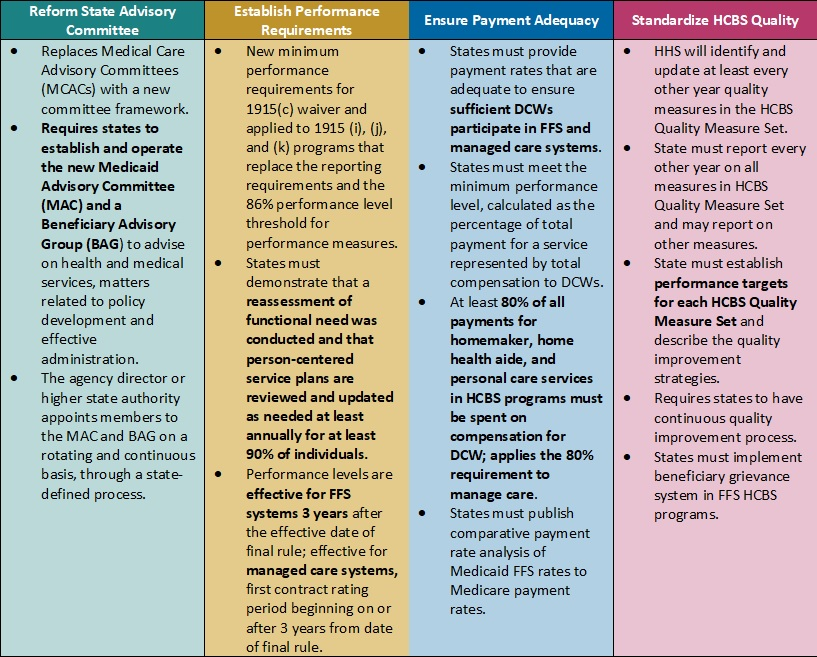 Reform State Advisory
Committee
• Replaces Medical Care
Advisory Committees
(MCACs) with a new
committee framework.
• Requires states to
establish and operate
the new Medicaid
Advisory Committee
(MAC) and a
Beneficiary Advisory
Group (BAG) to advise
on health and medical
services, matters
related to policy
development and
effective
administration.
• The agency director or
higher state authority
appoints members to
the MAC and BAG on a
rotating and continuous
basis, through a state-
defined process.
Establish Performance
Requirements
• New minimum
performance
requirements for
1915(c) waiver and
applied to 1915 (i), (j),
and (k) programs that
replace the reporting
requirements and the
86% performance level
threshold for
performance measures.
• States must
demonstrate that a
reassessment of
functional need was
conducted and that
person-centered
service plans are
reviewed and updated
as needed at least
annually for at least
90% of individuals.
• Performance levels are
effective for FFS
systems 3 years after
the effective date of
final rule; effective for
managed care systems,
first contract rating
period beginning on or
after 3 years from date
of final rule.
Ensure Payment Adequacy
• States must provide
payment rates that are
adequate to ensure
sufficient DCWs
participate in FFS and
managed care systems.
• States must meet the
minimum performance
level, calculated as the
percentage of total
payment for a service
represented by total
compensation to DCWs.
• At least 80% of all
payments for
homemaker, home
health aide, and
personal care services
in HCBS programs must
be spent on
compensation for
DCW; applies the 80%
requirement to
manage care.
• States must publish
comparative payment
rate analysis of
Medicaid FFS rates to
Medicare payment
rates.
Standardize HCBS Quality
• HHS will identify and
update at least every
other year quality
measures in the HCBS
Quality Measure Set.
• State must report every
other year on all
measures in HCBS
Quality Measure Set
and may report on
other measures.
• State must establish
performance targets
for each HCBS Quality
Measure Set and
describe the quality
improvement
strategies.
• Requires states to have
continuous quality
improvement process.
• States must implement
beneficiary grievance
system in FFS HCBS
programs.